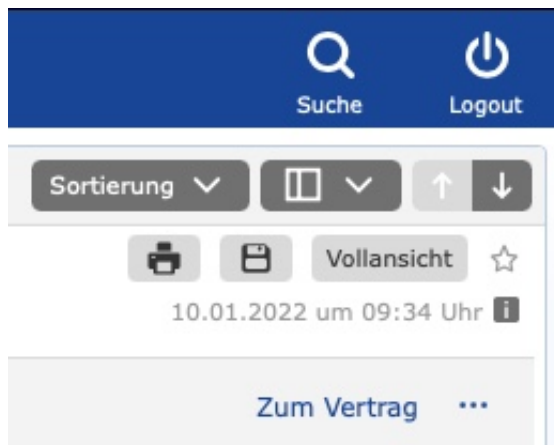 Suche Logout
Sortierung
Vollansicht
10.01.2022 um 09:34 Uhr
Zum Vertrag ...